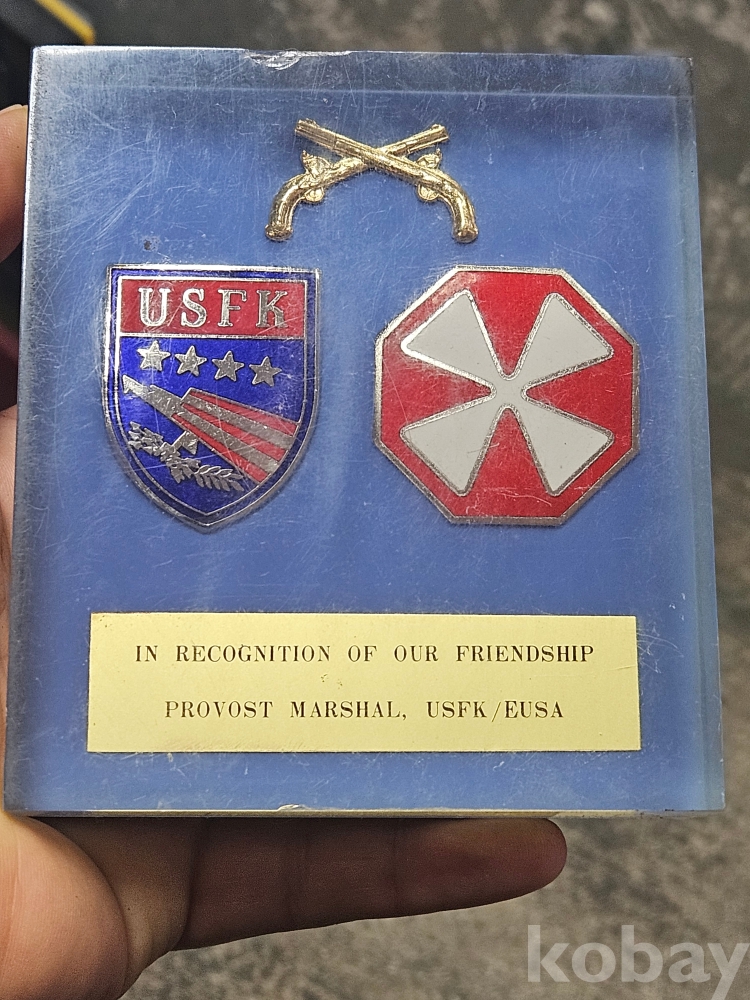 USFK
IN RECOGNITION OF OUR FRIENDSHIP
PROVOST MARSHAL, USFK/EUSA
kobay